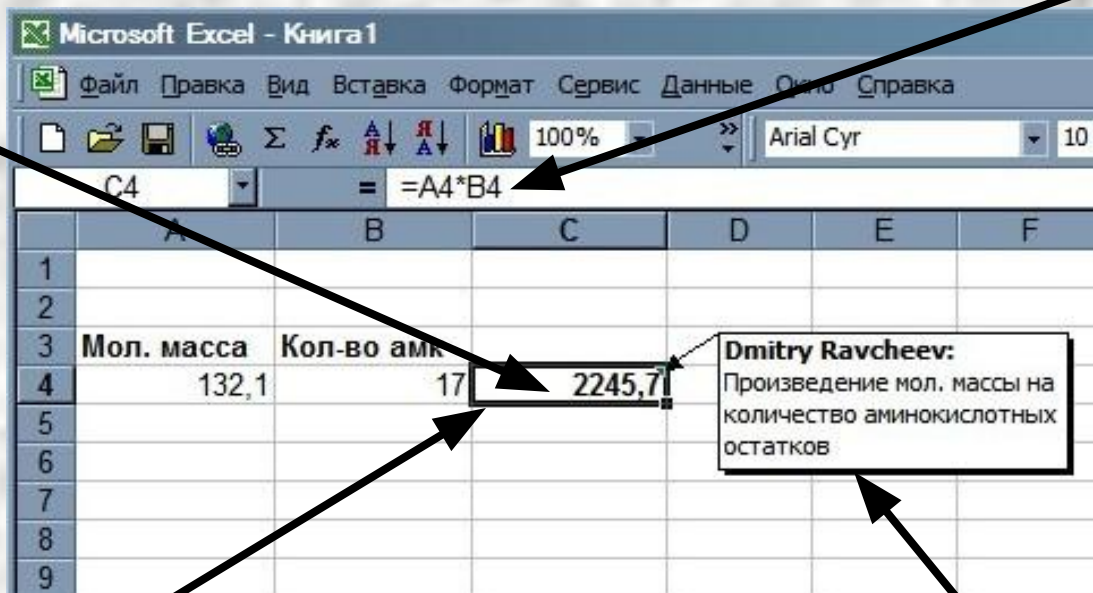 Microsoft Excel - Книга1
Файл Правка Вид Вставка Формат Сервис Данные Окно Справка
Σ fx А Я Я А 100% Arial Cyr 10
C4 = =A4*B4
A B C D E F
1
2
3 Мол. масса Кол-во амк
4 132,1 17 2245,7
5
6
7
8
9
Dmitry Ravcheev:
Произведение мол. массы на
количество аминокислотных
остатков